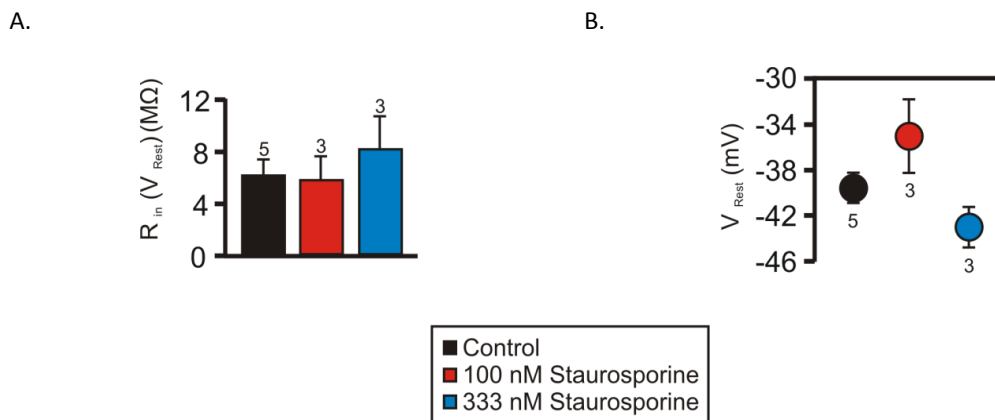 A.
B.
R in (V Rest) (MΩ)
12
8
4
0
5
3
3
V Rest (mV)
-30
-34
-38
-42
-46
5
3
3
Control
100 nM Staurosporine
333 nM Staurosporine